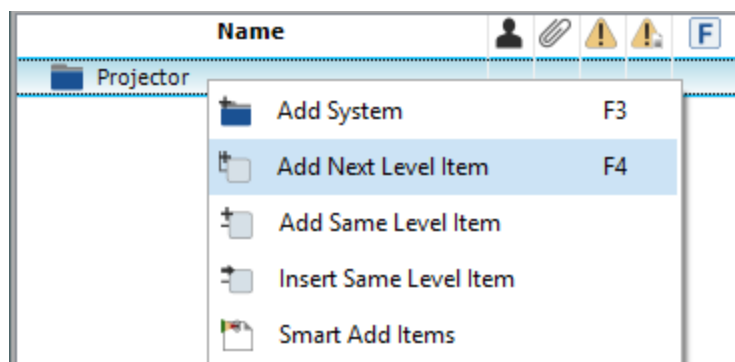 Name F
Projector
Add System F3
Add Next Level Item F4
Add Same Level Item
Insert Same Level Item
Smart Add Items